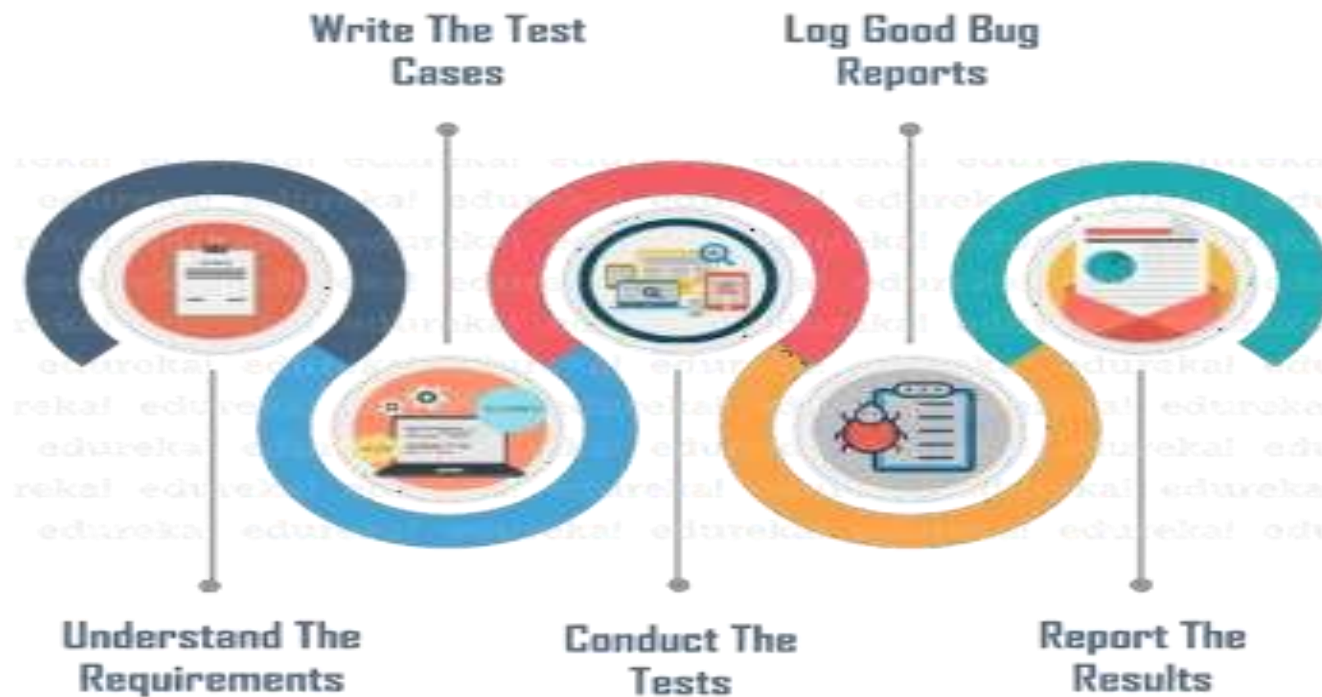 Write The Test
Cases
Log Good Bug
Reports
Understand The
Requirements
Conduct The
Tests
Report The
Results